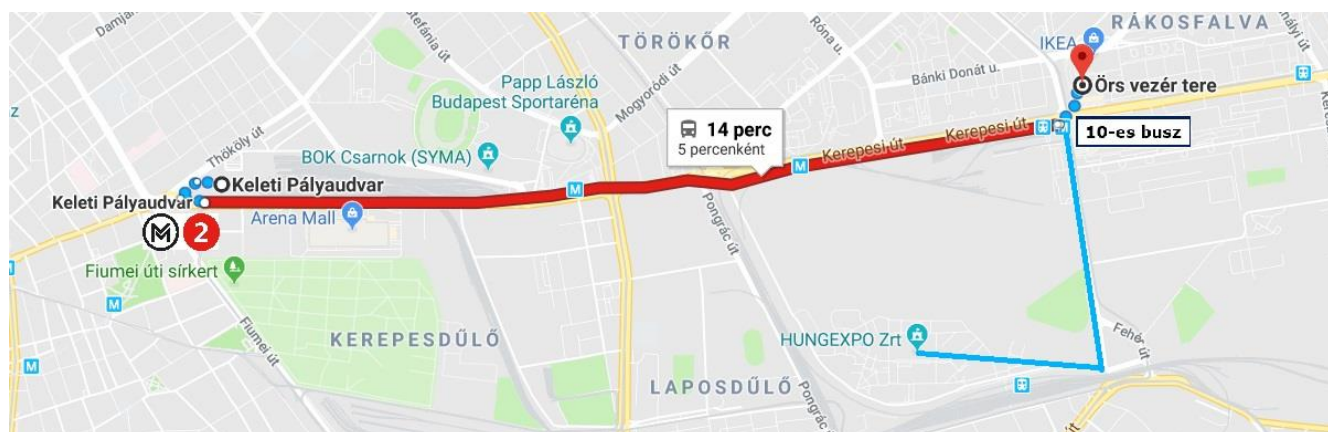 RÁKOSFALVA
Damjan
Stefánia út
TÖRÖKŐR
Róna u.
IKEA
Bánki Donát u.
Papp László
Budapest Sportaréna
Mogyoródi út
Örs vezér tere
z
Thököly út
14 perc
5 percenként
Kerepesi út
Kerepesi út
M
10-es busz
BOK Csarnok (SYMA)
M
Keleti Pályaudvar
M
Keleti Pályaudvar
Arena Mall
M 2
Pongrác út
Fiumei úti sírkert
M
M
Fiumei út
KEREPESDŰLŐ
HUNGEXPO Zrt
Fehér út
M
LAPOSDŰLŐ
Pongrác út